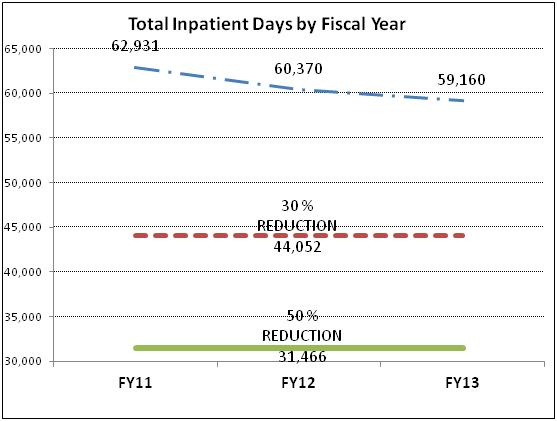 Total Inpatient Days by Fiscal Year
65,000
62,931
60,370
59,160
60,000
55,000
50,000
30 %
REDUCTION
44,052
45,000
40,000
50 %
REDUCTION
31,466
35,000
30,000
FY11
FY12
FY13